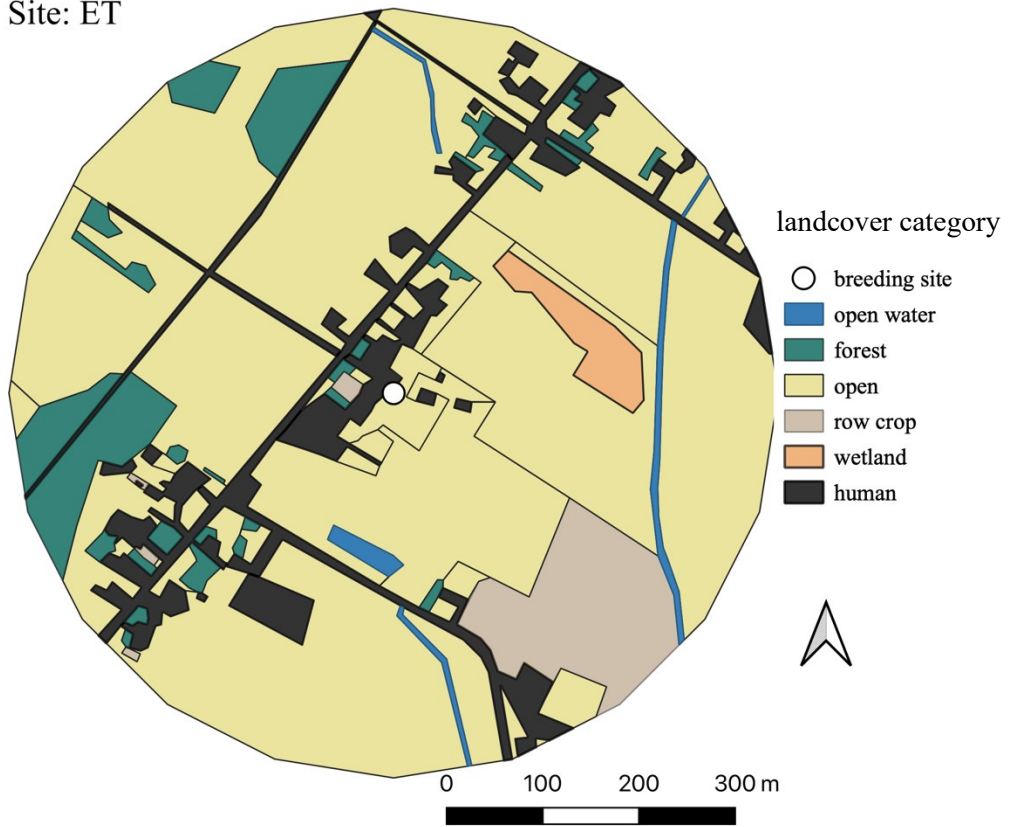 Site: ET
landcover category
breeding site
open water
forest
open
row crop
wetland
human
0 100 200 300 m